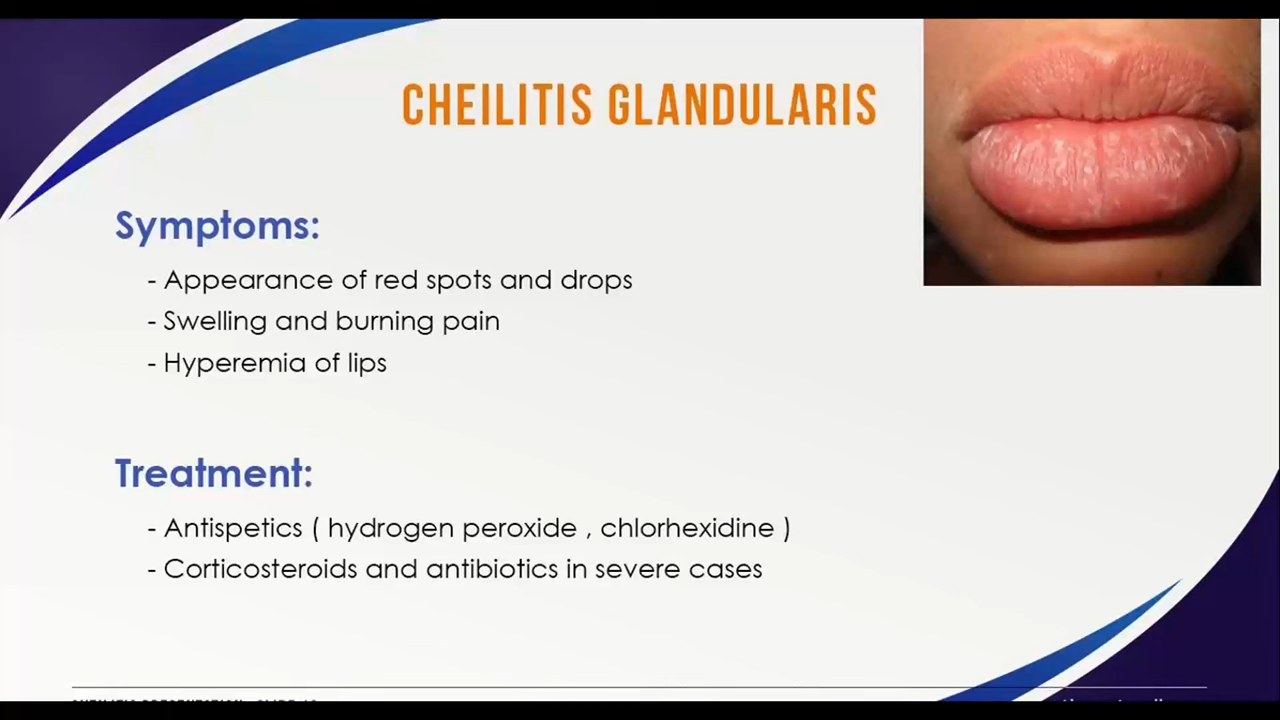 CHEILITIS GLANDULARIS
Symptoms:
- Appearance of red spots and drops
- Swelling and burning pain
- Hyperemia of lips
Treatment:
- Antispetics ( hydrogen peroxide , chlorhexidine )
- Corticosteroids and antibiotics in severe cases